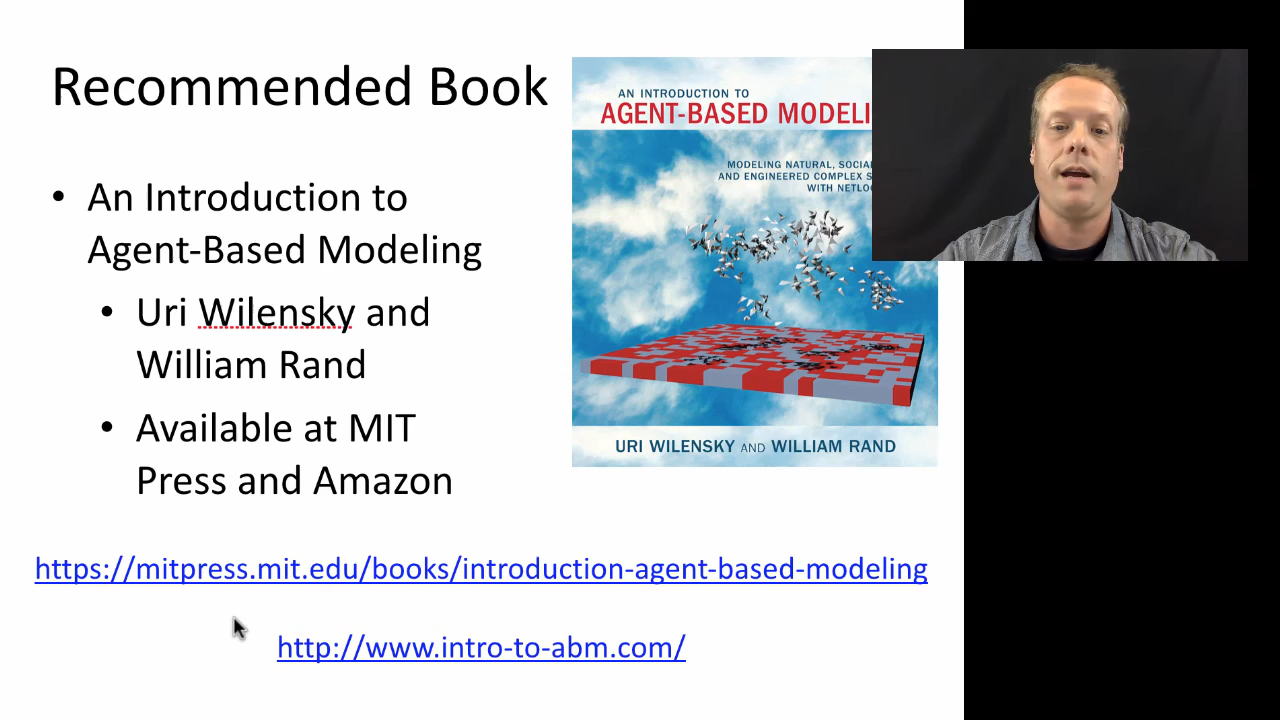 Recommended Book
• An Introduction to
Agent-Based Modeling
• Uri Wilensky and
William Rand
• Available at MIT
Press and Amazon
AN INTRODUCTION TO
AGENT-BASED MODELI
MODELING NATURAL, SOCIAL
AND ENGINEERED COMPLEX S
WITH NETLO
URI WILENSKY AND WILLIAM RAND
https://mitpress.mit.edu/books/introduction-agent-based-modeling
http://www.intro-to-abm.com/